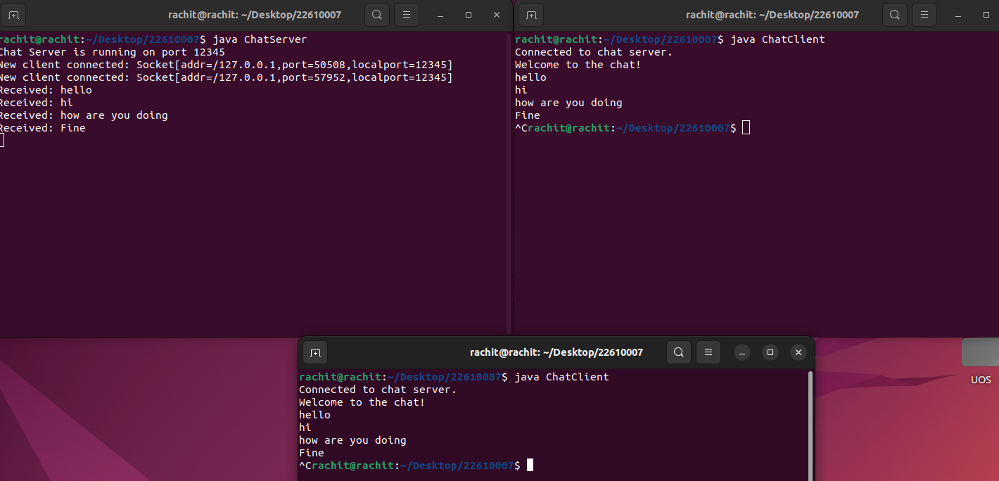 rachit@rachit: ~/Desktop/22610007
rachit@rachit:~/Desktop/22610007$ java ChatServer
Chat Server is running on port 12345
New client connected: Socket[addr=/127.0.0.1,port=50508,localport=12345]
New client connected: Socket[addr=/127.0.0.1,port=57952,localport=12345]
Received: hello
Received: hi
Received: how are you doing
Received: Fine
rachit@rachit: ~/Desktop/22610007
rachit@rachit:~/Desktop/22610007$ java ChatClient
Connected to chat server.
Welcome to the chat!
hello
hi
how are you doing
Fine
^Crachit@rachit:~/Desktop/22610007$
rachit@rachit: ~/Desktop/22610007
rachit@rachit:~/Desktop/22610007$ java ChatClient
Connected to chat server.
Welcome to the chat!
hello
hi
how are you doing
Fine
^Crachit@rachit:~/Desktop/22610007$
UOS